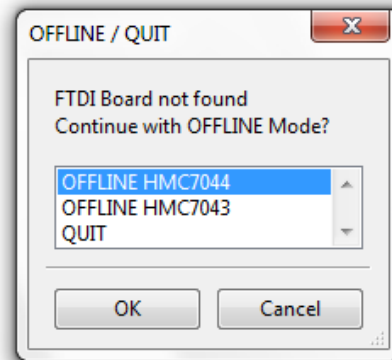 OFFLINE / QUIT
FTDI Board not found
Continue with OFFLINE Mode?
OFFLINE HMC7044
OFFLINE HMC7043
QUIT
OK
Cancel